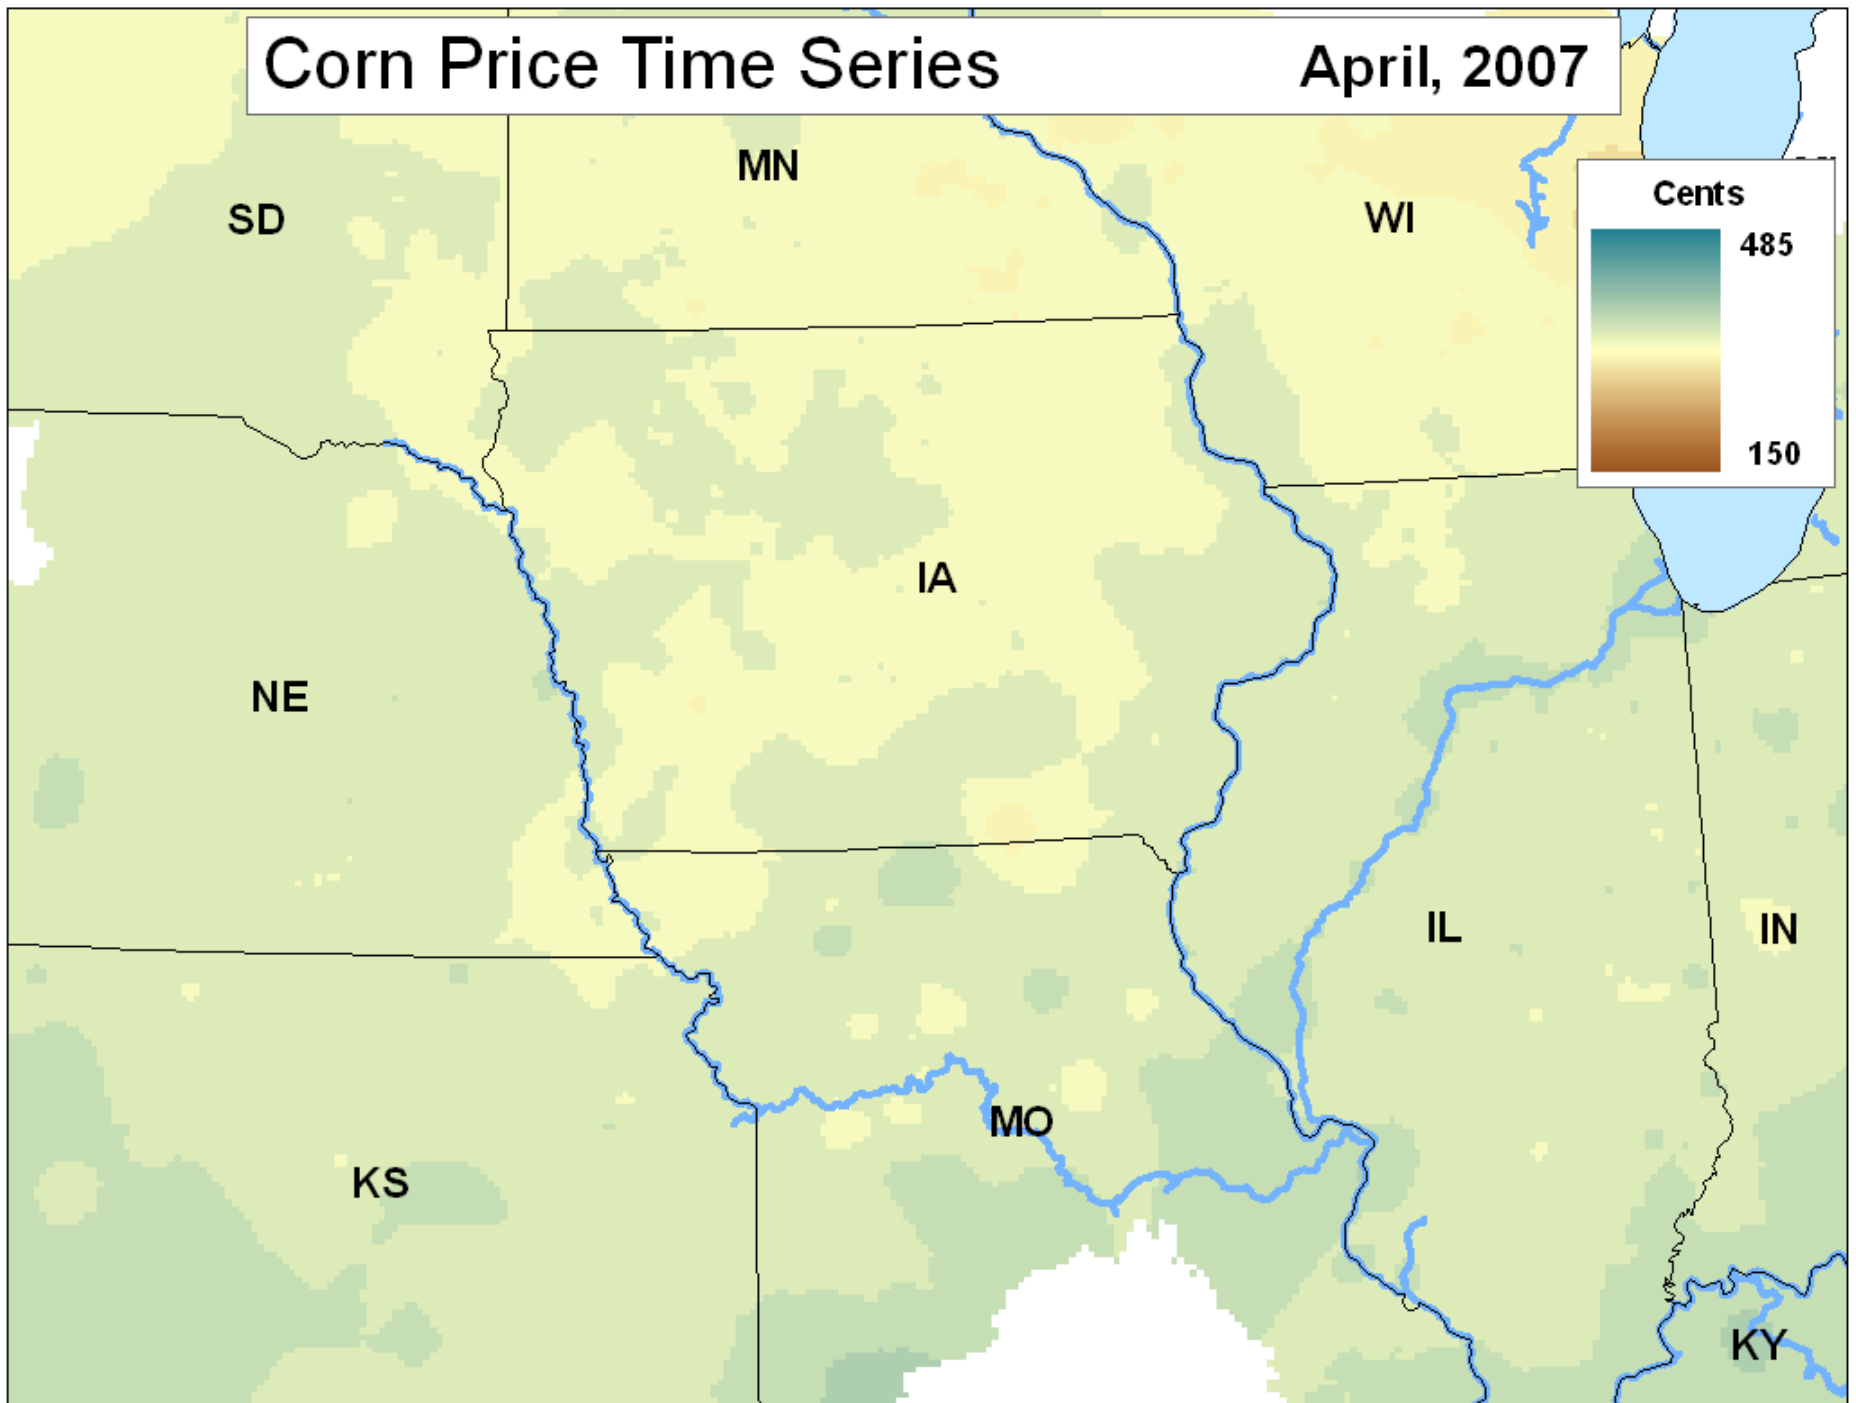 Corn Price Time Series
April, 2007
MN
SD
WI
Cents
485
150
IA
NE
IL
IN
MO
KS
KY